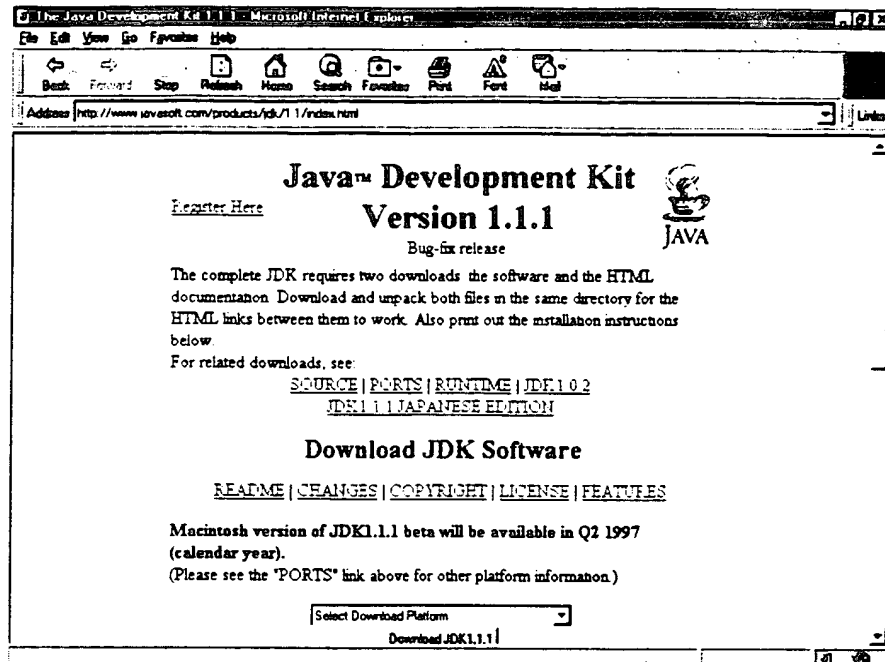 The Java Development Kit 1.1.1 - Microsoft Internet Explorer
File Edit View Go Favorites Help
Back Forward Stop Refresh Home Search Favorites Print Font Mail
Address http://www.javasoft.com/products/jdk/1.1/index.html Links
Java™ Development Kit
Register Here
Version 1.1.1
JAVA
Bug-fix release
The complete JDK requires two downloads: the software and the HTML
documentation. Download and unpack both files in the same directory for the
HTML links between them to work. Also print out the installation instructions
below.
For related downloads, see:
SOURCE | PORTS | RUNTIME | JDK 1.0.2
JDK 1.1.1 JAPANESE EDITION
Download JDK Software
README | CHANGES | COPYRIGHT | LICENSE | FEATURES
Macintosh version of JDK1.1.1 beta will be available in Q2 1997
(calendar year).
(Please see the "PORTS" link above for other platform information.)
Select Download Platform
Download JDK1.1.1